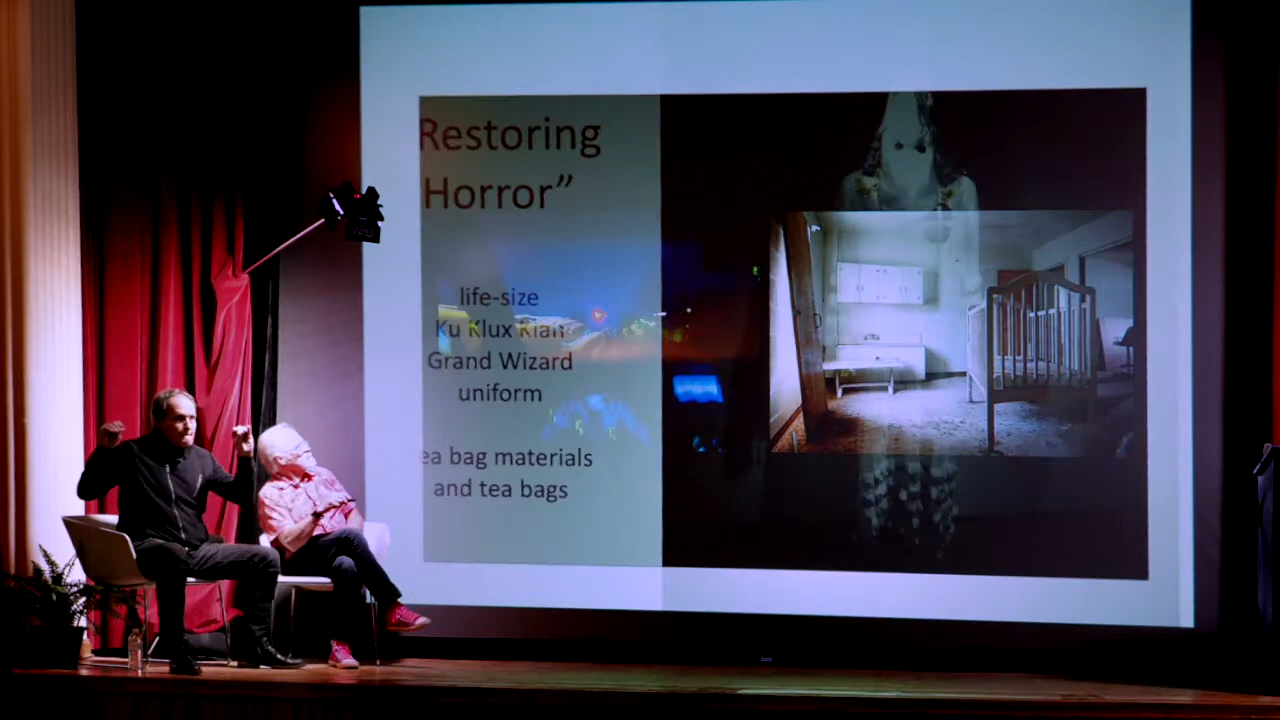 Restoring
Horror”
life-size
Ku Klux Klan
Grand Wizard
uniform
ea bag materials
and tea bags